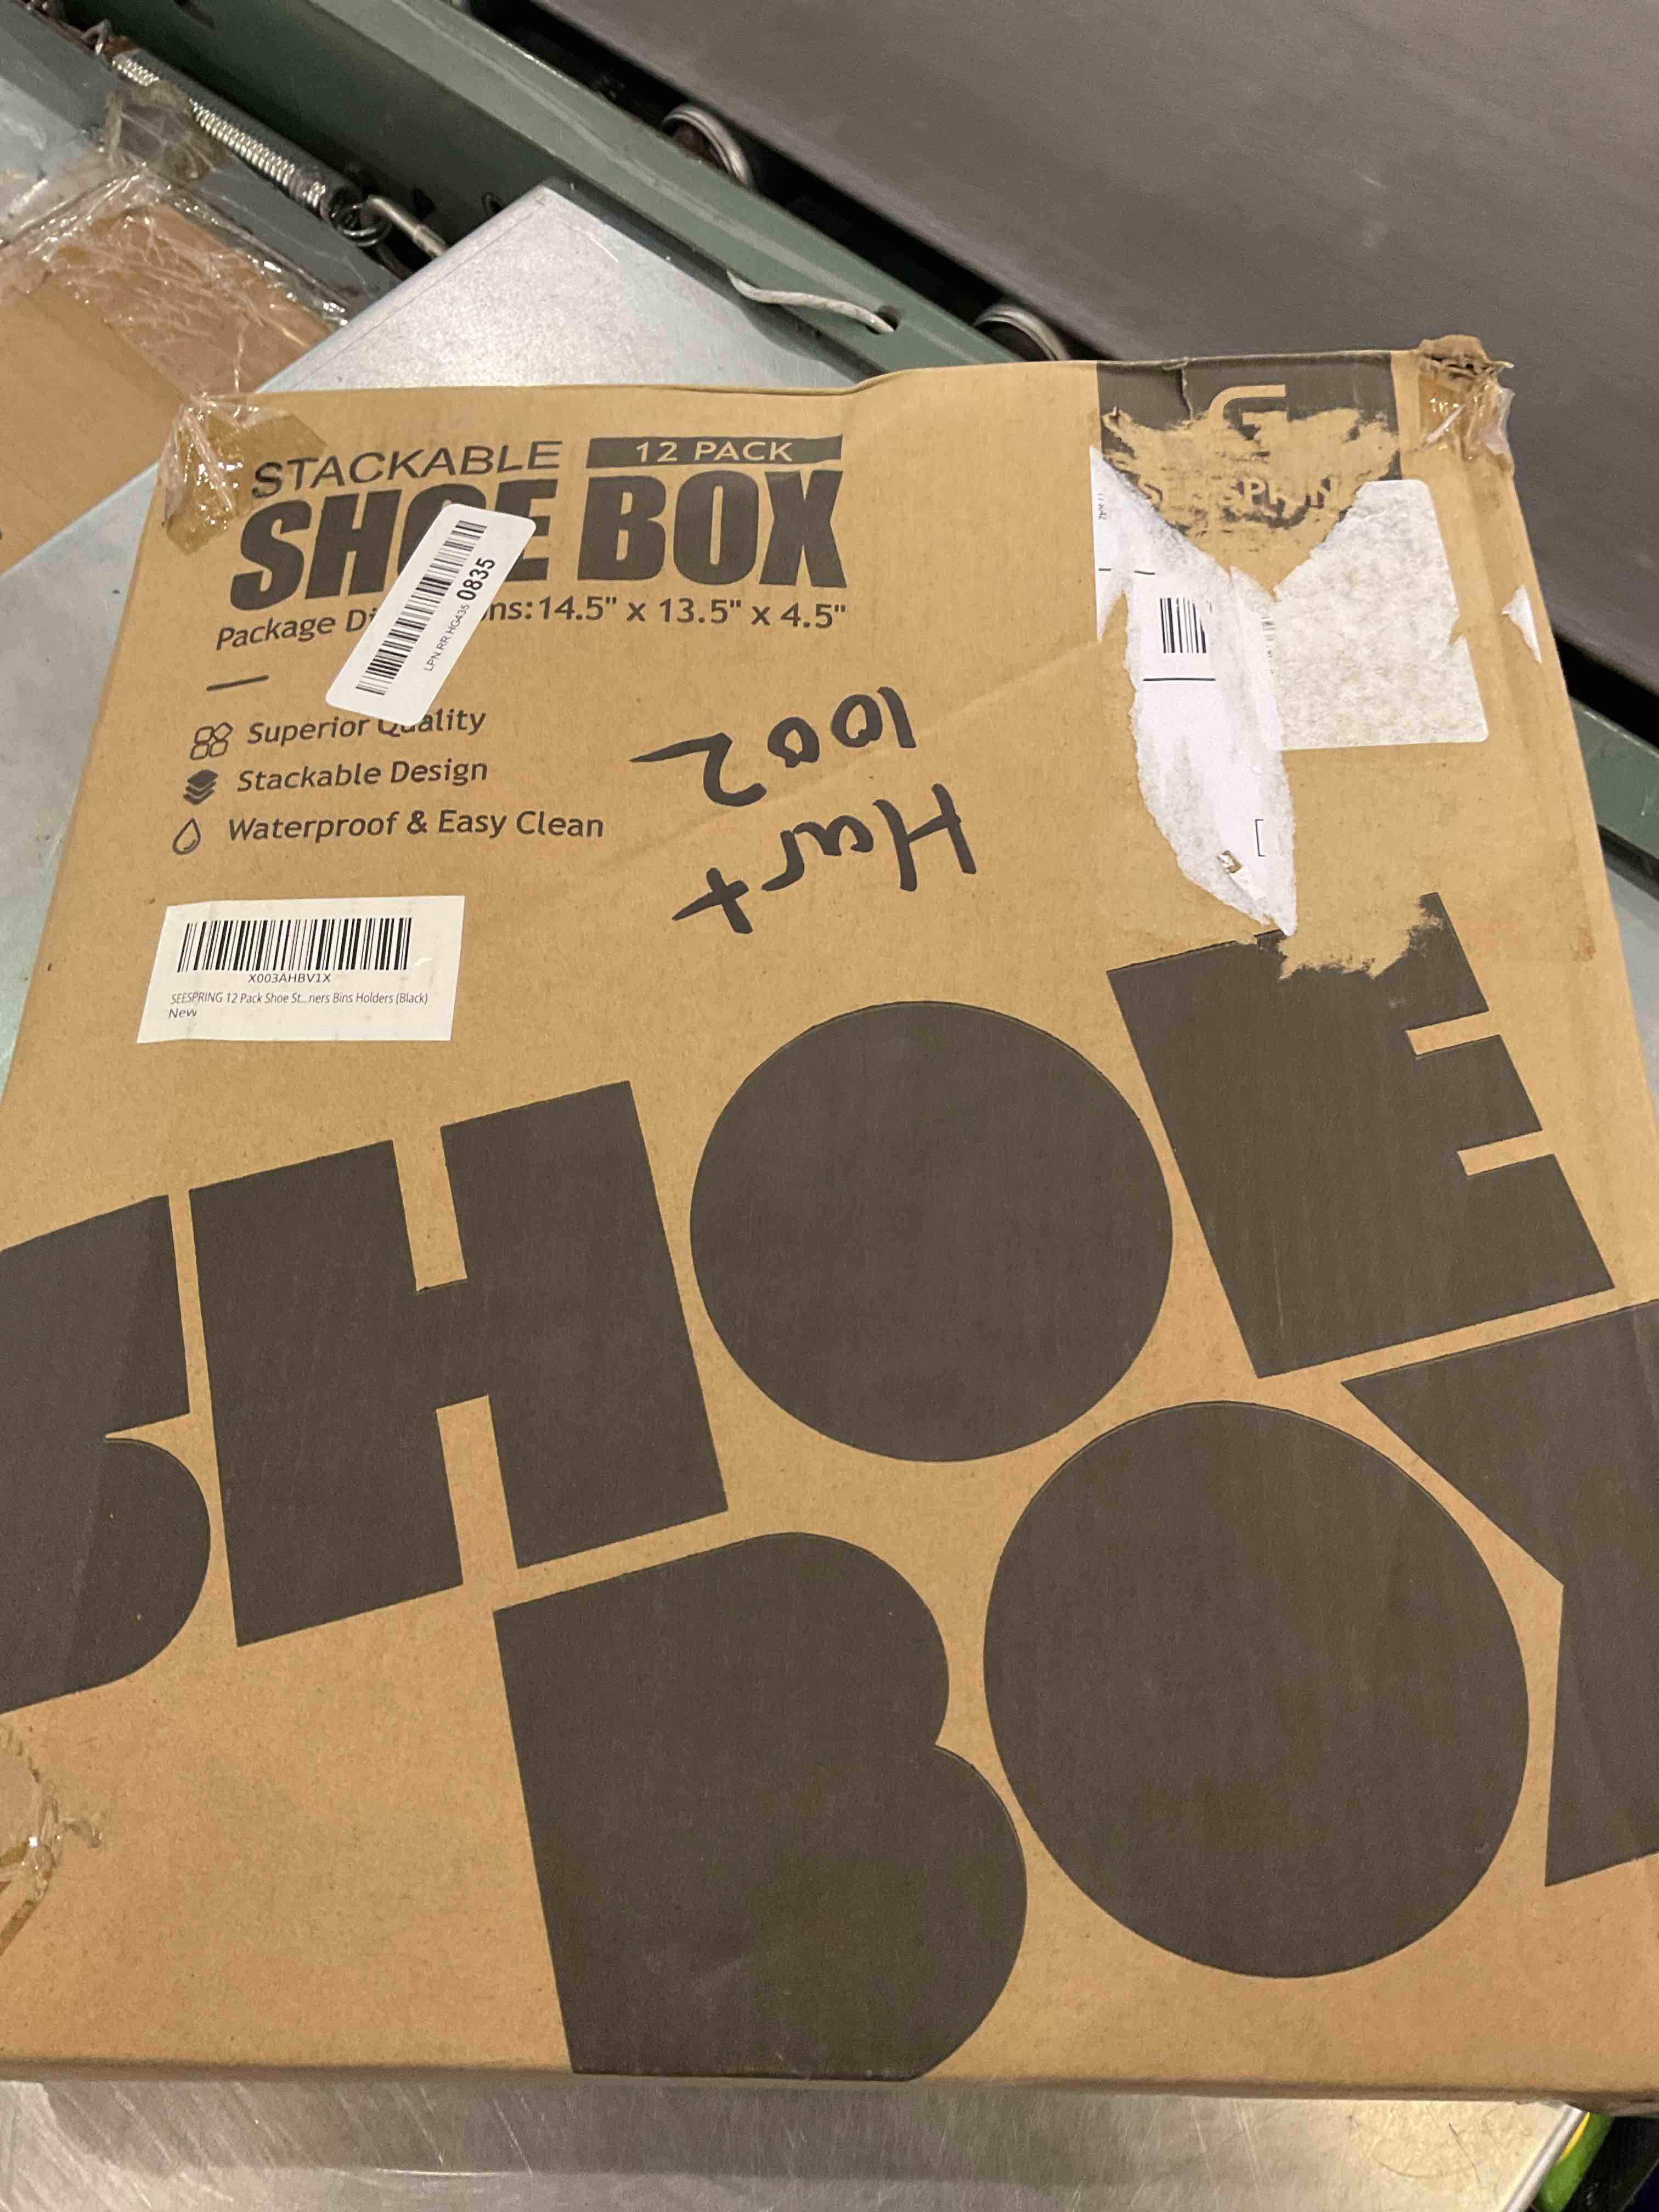 STACKABLE 12 PACK
SHOE BOX
Package Di ns:14.5" x 13.5" x 4.5"
LPN RR HG435 0835
Superior Quality
Stackable Design
Waterproof & Easy Clean
X003AHBV1X
SEESPRING 12 Pack Shoe St...ners Bins Holders (Black)
New
SEESPRING
Hart
1002
SHOE
BOX